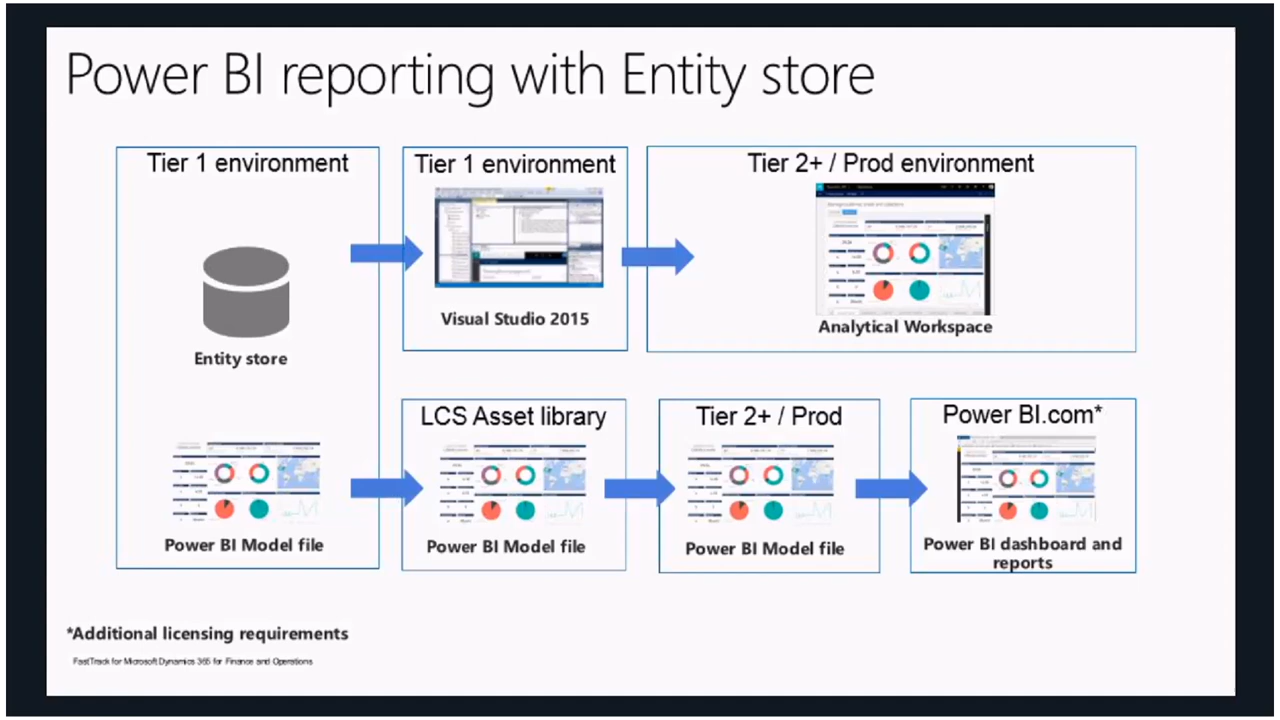 Power BI reporting with Entity store
Tier 1 environment
Entity store
Power BI Model file
Tier 1 environment
Visual Studio 2015
Tier 2+ / Prod environment
Analytical Workspace
LCS Asset library
Power BI Model file
Tier 2+ / Prod
Power BI Model file
Power BI.com*
Power BI dashboard and
reports
*Additional licensing requirements
FastTrack for Microsoft Dynamics 365 for Finance and Operations